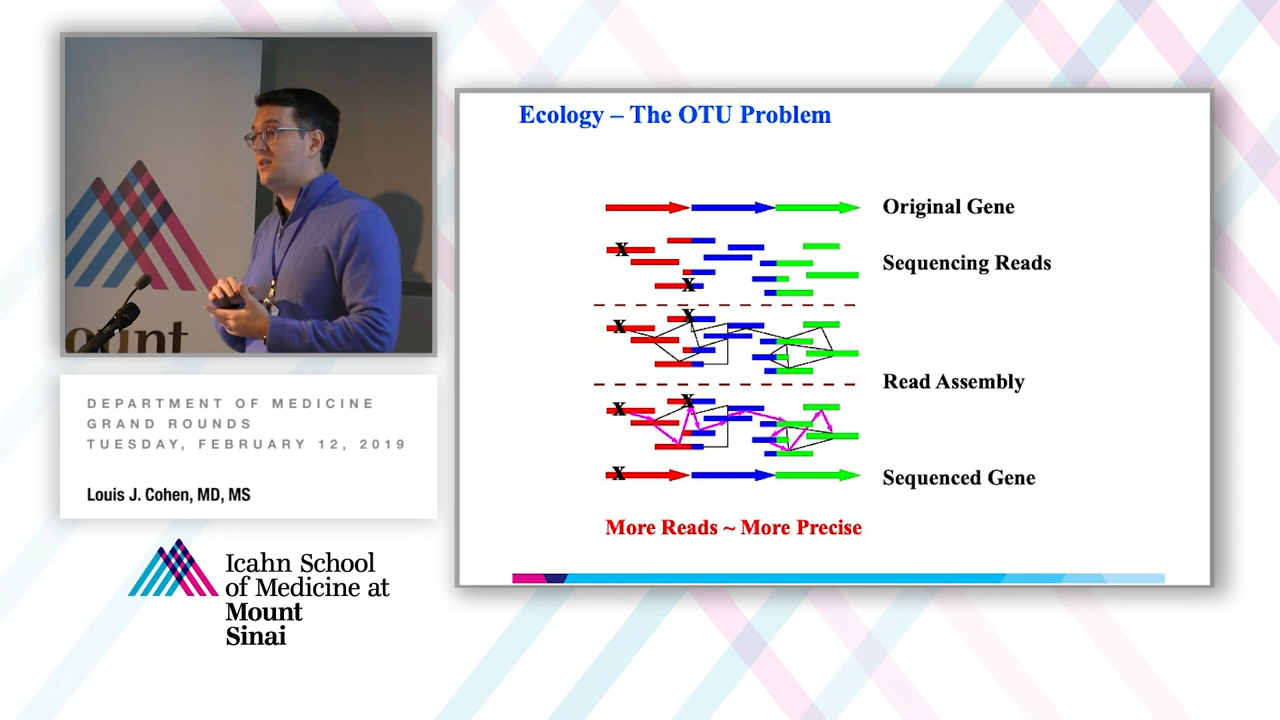 ount
DEPARTMENT OF MEDICINE
GRAND ROUNDS
TUESDAY, FEBRUARY 12, 2019
Louis J. Cohen, MD, MS
Icahn School
of Medicine at
Mount
Sinai
Ecology – The OTU Problem
Original Gene
X
Sequencing Reads
X
X
X
Read Assembly
X
X
X
Sequenced Gene
More Reads ~ More Precise